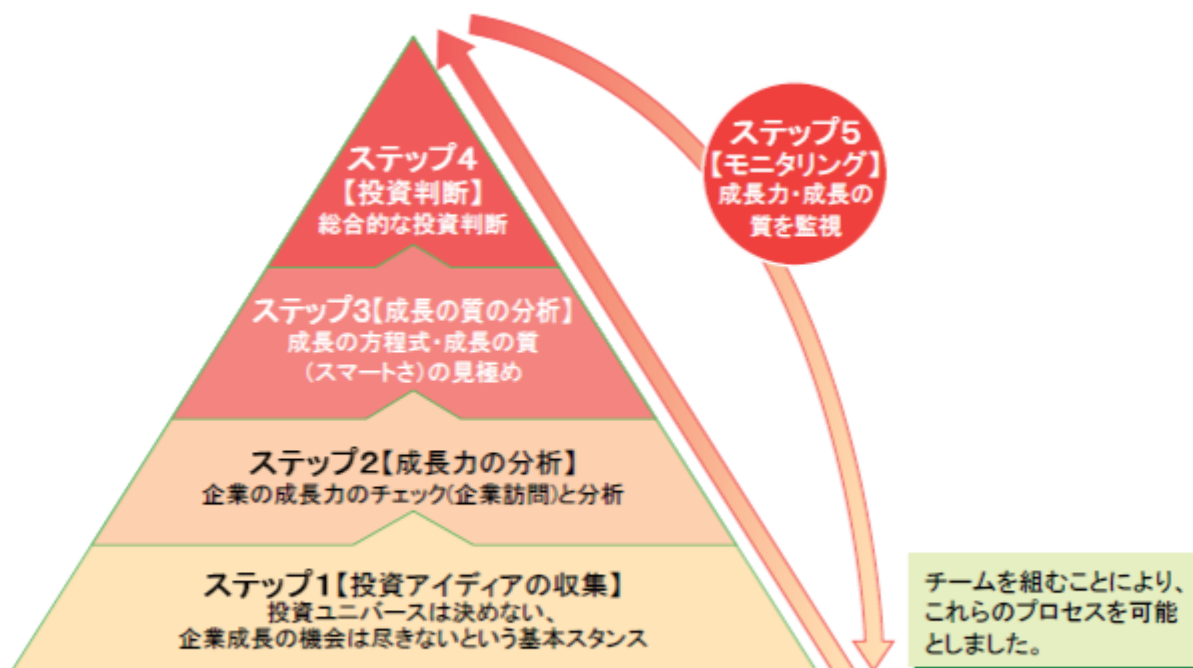 ステップ4
【投資判断】
総合的な投資判断
ステップ5
【モニタリング】
成長力・成長の
質を監視
ステップ3【成長の質の分析】
成長の方程式・成長の質
(スマートさ)の見極め
ステップ2【成長力の分析】
企業の成長力のチェック(企業訪問)と分析
ステップ1【投資アイディアの収集】
投資ユニバースは決めない、
企業成長の機会は尽きないという基本スタンス
チームを組むことにより、
これらのプロセスを可能
としました。